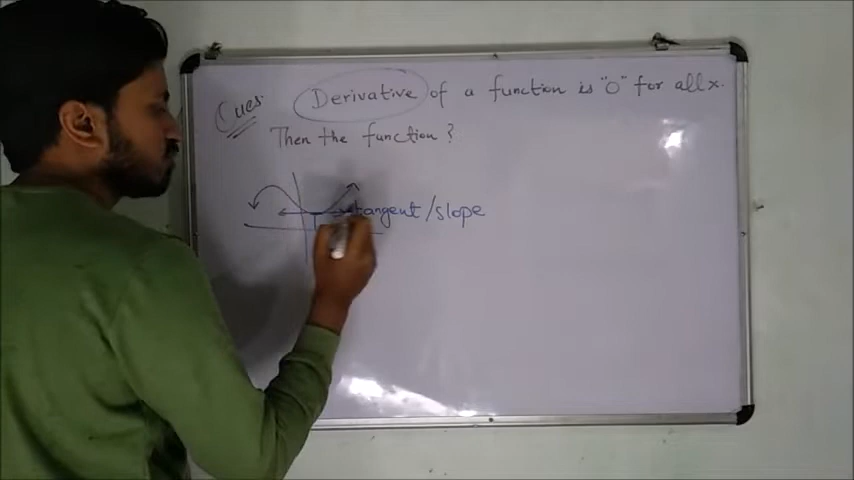 Ques. Derivative of a function is "0" for all x.
Then the function ?
tangent/slope